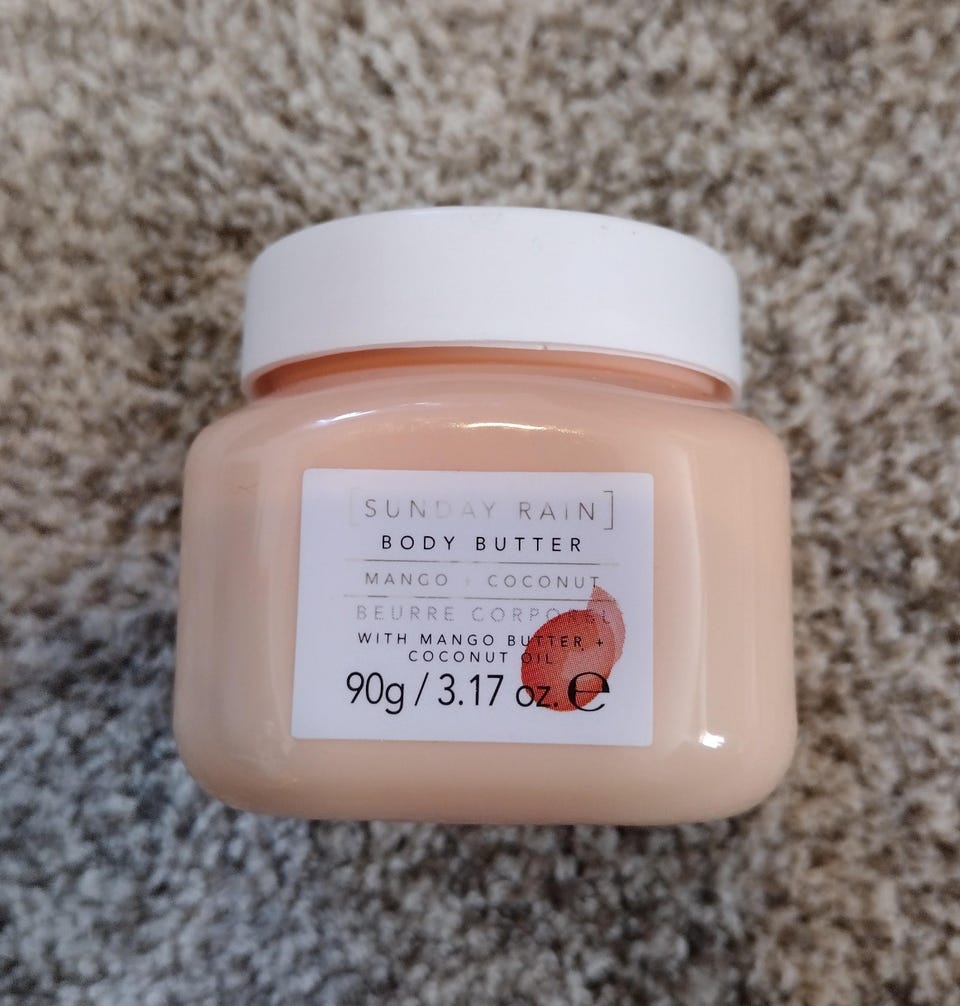 [SUNDAY RAIN]
BODY BUTTER
MANGO + COCONUT
BEURRE CORPOREL
WITH MANGO BUTTER +
COCONUT OIL
90g / 3.17 oz. ℮